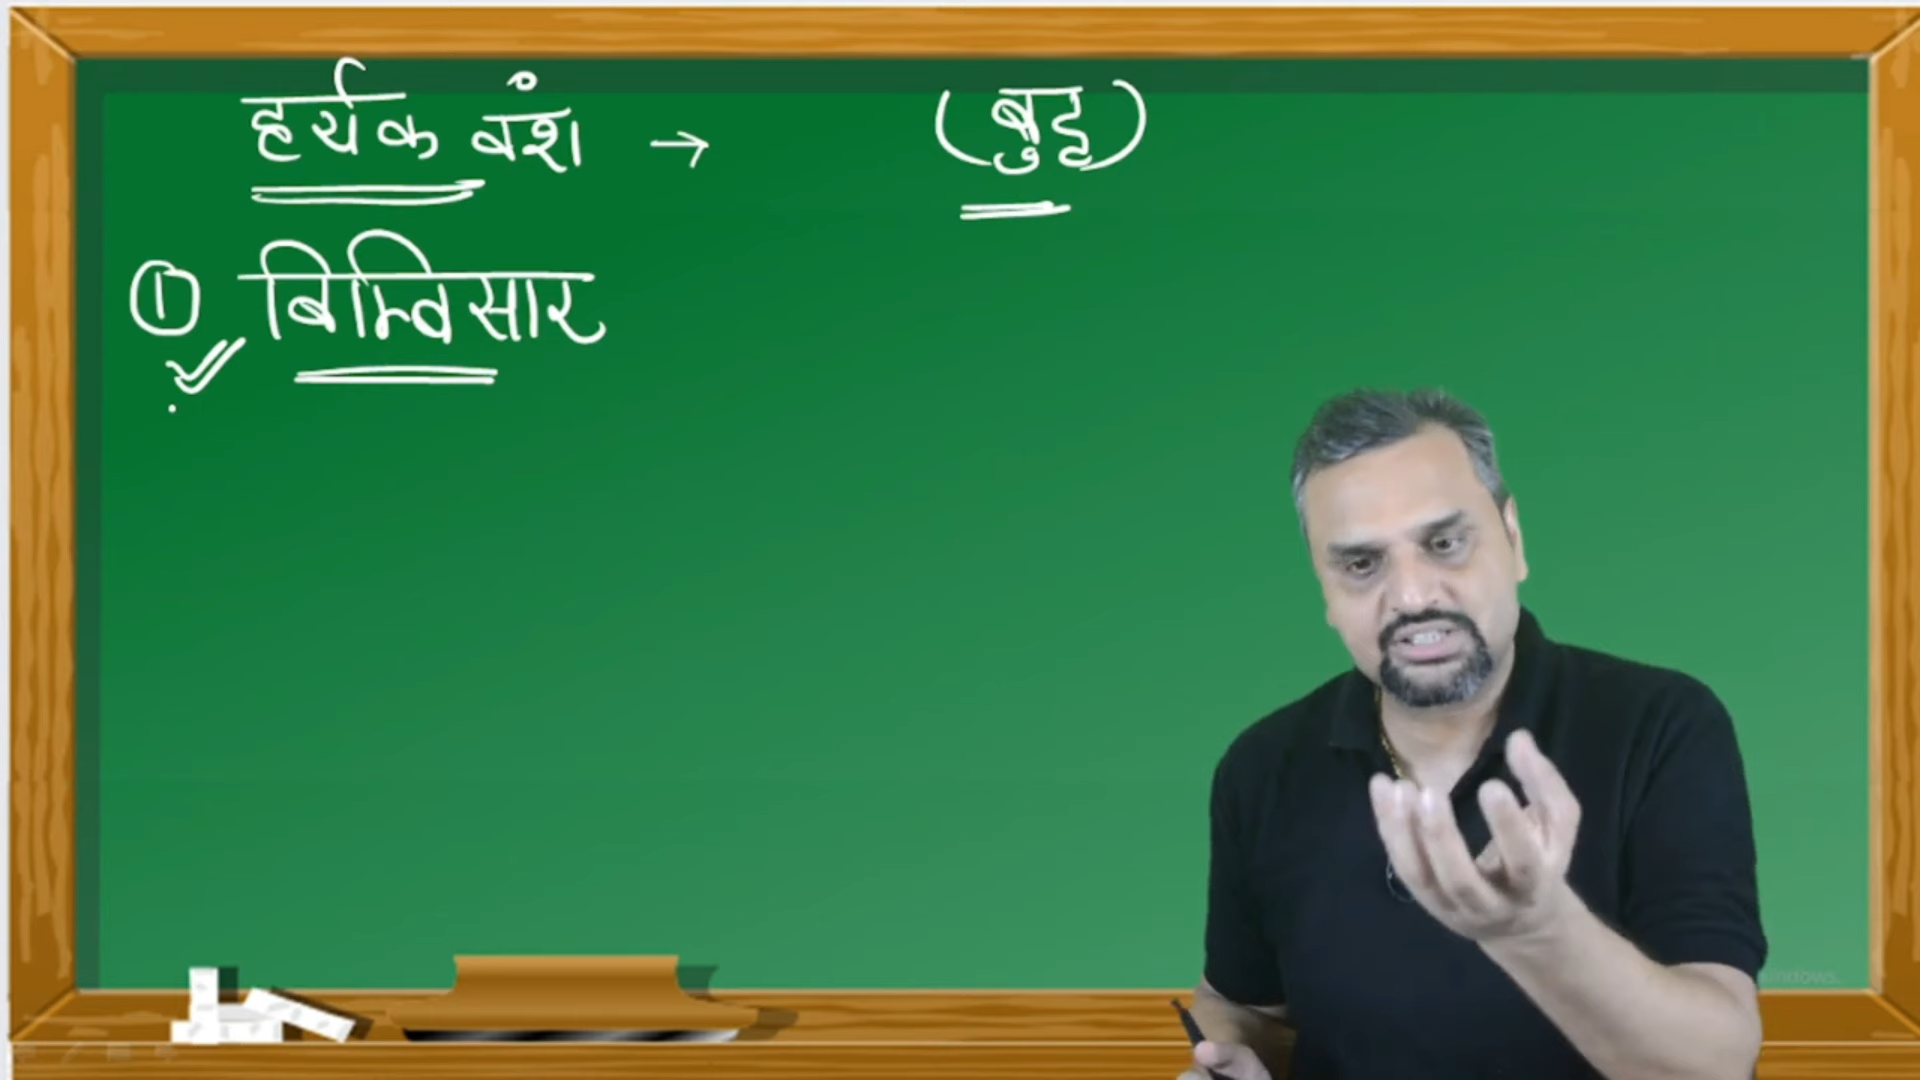 हर्यक वंश → (बुद्ध)
① बिम्बिसार